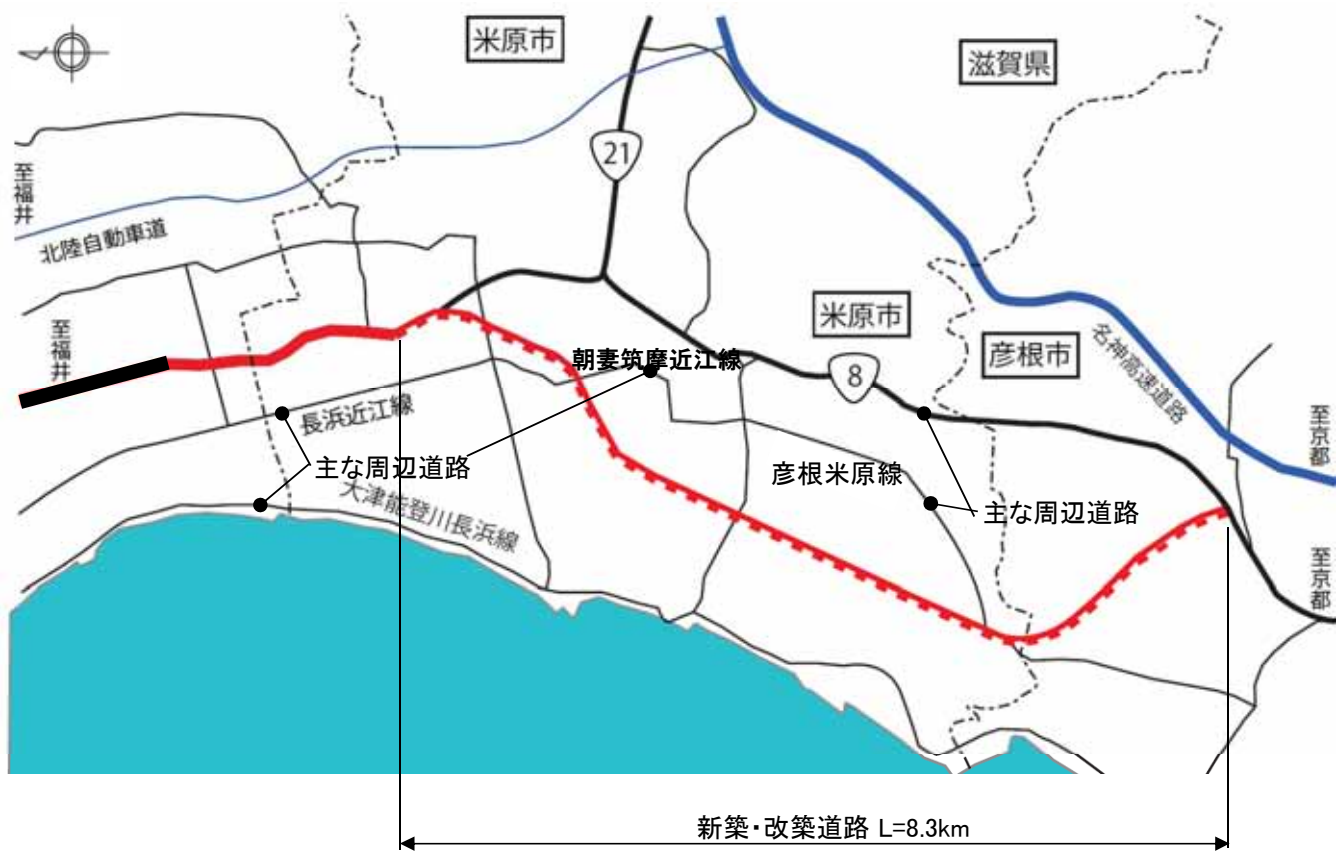 米原市
滋賀県
21
至福井
北陸自動車道
米原市
至福井
朝妻筑摩近江線
8
彦根市
名神高速道路
長浜近江線
至京都
主な周辺道路
彦根米原線
大津能登川長浜線
主な周辺道路
至京都
新築・改築道路 L=8.3km